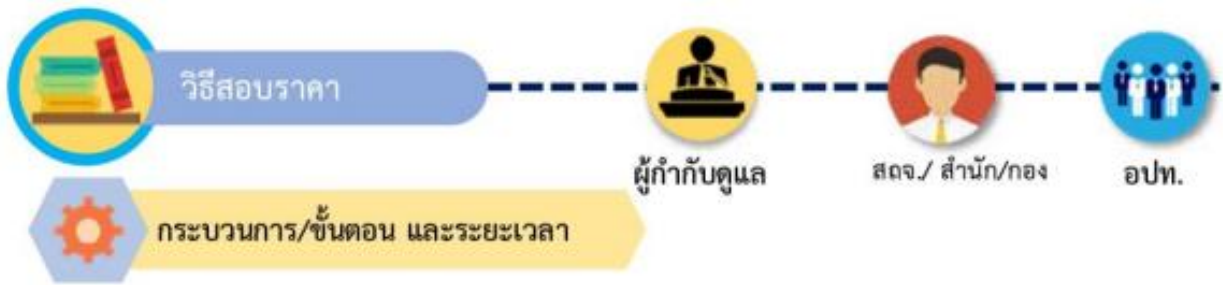 วิธีสอบราคา
ผู้กำกับดูแล
สถจ./ สำนัก/กอง
อปท.
กระบวนการ/ขั้นตอน และระยะเวลา